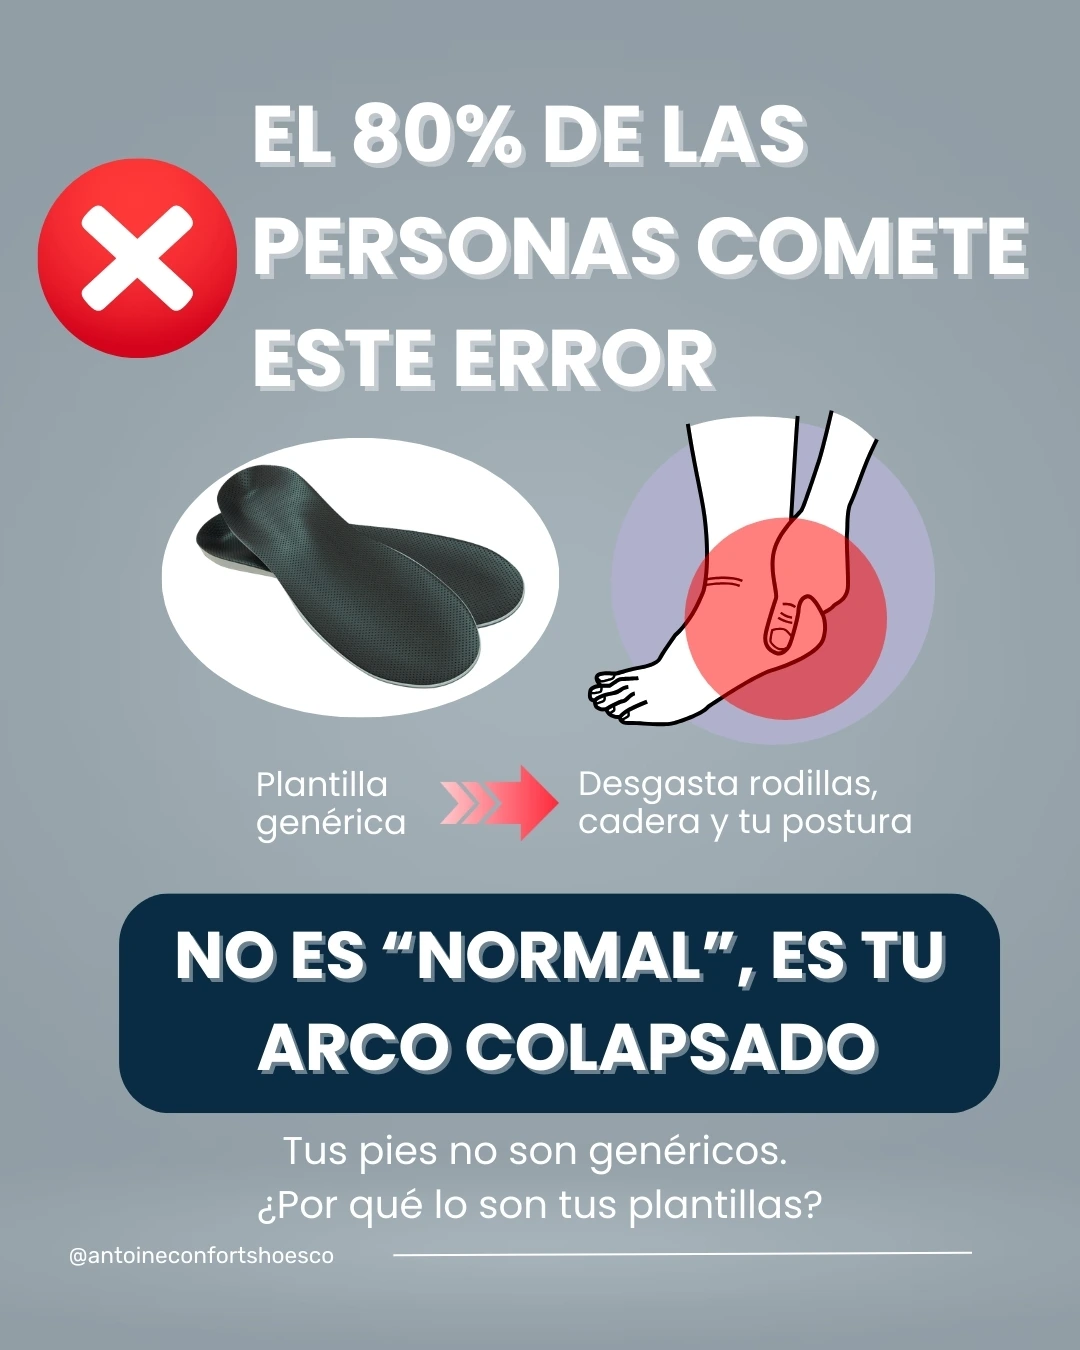 EL 80% DE LAS
PERSONAS COMETE
ESTE ERROR
Plantilla
genérica
Desgasta rodillas,
cadera y tu postura
NO ES “NORMAL”, ES TU
ARCO COLAPSADO
Tus pies no son genéricos.
¿Por qué lo son tus plantillas?
@antoineconfortshoesco